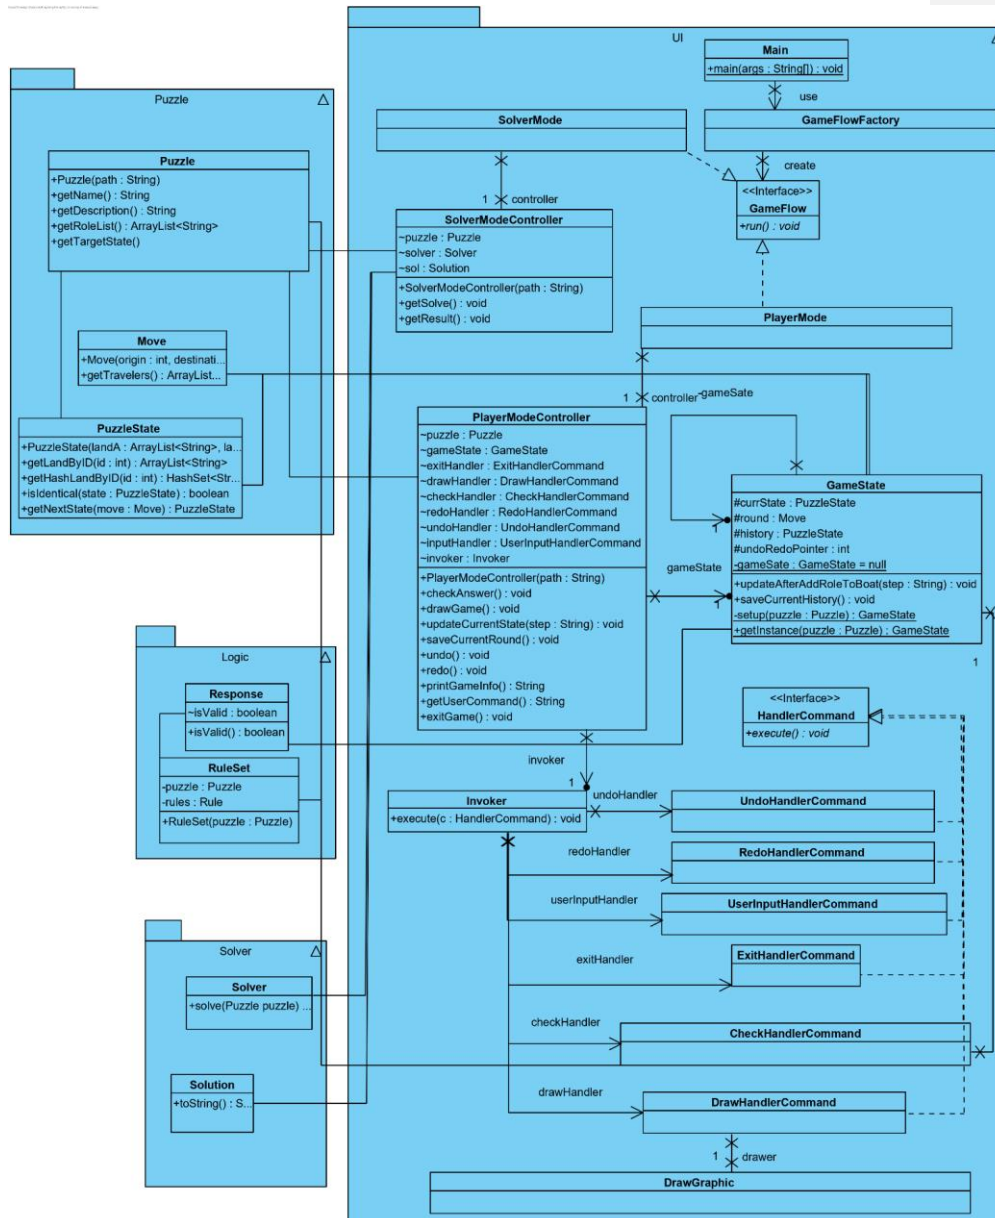 UI
Main
+main(args : String[]) : void
use
Puzzle
SolverMode
GameFlowFactory
create
Puzzle
+Puzzle(path : String)
+getName() : String
+getDescription() : String
+getRoleList() : ArrayList<String>
+getTargetState()
<<Interface>>
GameFlow
+run() : void
1
controller
SolverModeController
~puzzle : Puzzle
~solver : Solver
~sol : Solution
+SolverModeController(path : String)
+getSolve() : void
+getResult() : void
PlayerMode
Move
+Move(origin : int, destinati...
+getTravelers() : ArrayList...
1
controller
-gameSate
PlayerModeController
~puzzle : Puzzle
~gameState : GameState
~exitHandler : ExitHandlerCommand
~drawHandler : DrawHandlerCommand
~checkHandler : CheckHandlerCommand
~redoHandler : RedoHandlerCommand
~undoHandler : UndoHandlerCommand
~inputHandler : UserInputHandlerCommand
~invoker : Invoker
+PlayerModeController(path : String)
+checkAnswer() : void
+drawGame() : void
+updateCurrentState(step : String) : void
+saveCurrentRound() : void
+undo() : void
+redo() : void
+printGameInfo() : String
+getUserCommand() : String
+exitGame() : void
PuzzleState
+PuzzleState(landA : ArrayList<String>, la...
+getLandByID(id : int) : ArrayList<String>
+getHashLandByID(id : int) : HashSet<Str...
+isIdentical(state : PuzzleState) : boolean
+getNextState(move : Move) : PuzzleState
1
GameState
#currState : PuzzleState
#round : Move
#history : PuzzleState
#undoRedoPointer : int
-gameSate : GameState = null
+updateAfterAddRoleToBoat(step : String) : void
+saveCurrentHistory() : void
-setup(puzzle : Puzzle) : GameState
+getInstance(puzzle : Puzzle) : GameState
gameState
1
1
Logic
Response
~isValid : boolean
+isValid() : boolean
RuleSet
-puzzle : Puzzle
-rules : Rule
+RuleSet(puzzle : Puzzle)
<<Interface>>
HandlerCommand
+execute() : void
invoker
1
Invoker
+execute(c : HandlerCommand) : void
undoHandler
UndoHandlerCommand
redoHandler
RedoHandlerCommand
userInputHandler
UserInputHandlerCommand
exitHandler
ExitHandlerCommand
checkHandler
CheckHandlerCommand
drawHandler
DrawHandlerCommand
1
drawer
DrawGraphic
Solver
Solver
+solve(Puzzle puzzle) ...
Solution
+toString() : S...